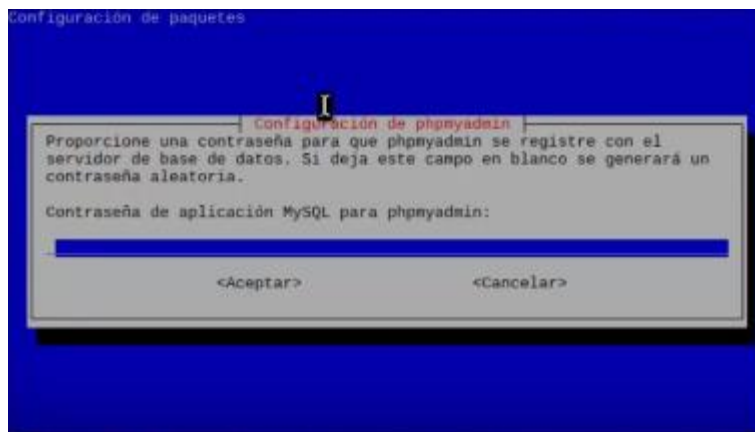 Configuración de paquetes
Configuración de phpmyadmin
Proporcione una contraseña para que phpmyadmin se registre con el
servidor de base de datos. Si deja este campo en blanco se generará un
contraseña aleatoria.
Contraseña de aplicación MySQL para phpmyadmin:
<Aceptar> <Cancelar>